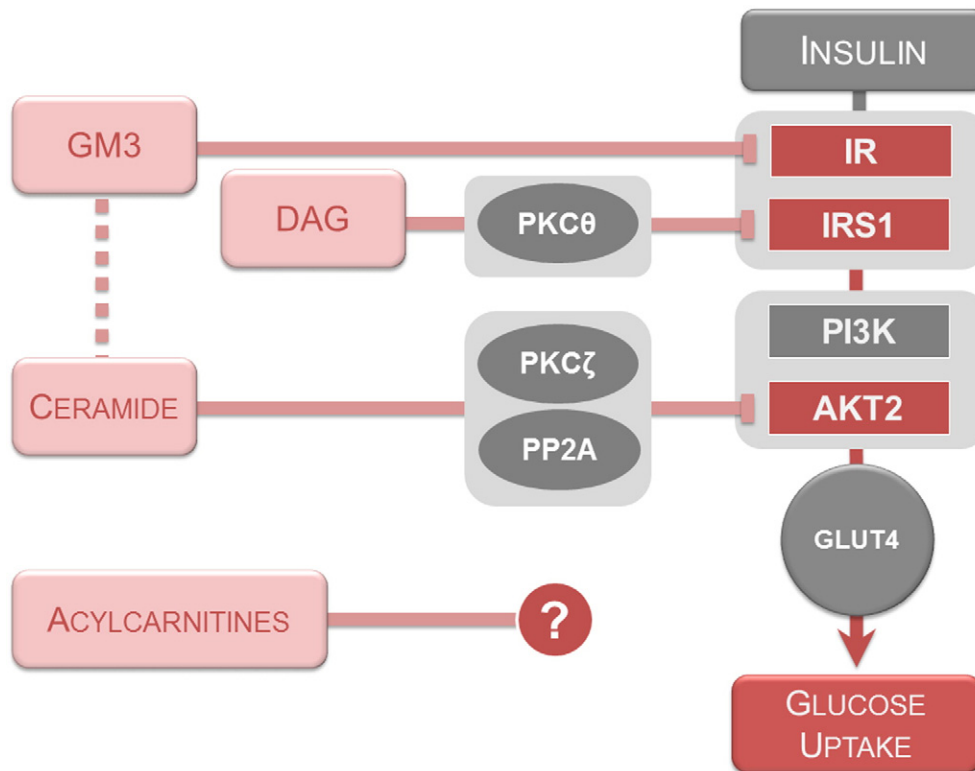 INSULIN
GM3
IR
DAG
PKCθ
IRS1
PI3K
PKCζ
CERAMIDE
AKT2
PP2A
GLUT4
ACYLCARNITINES
?
GLUCOSE
UPTAKE